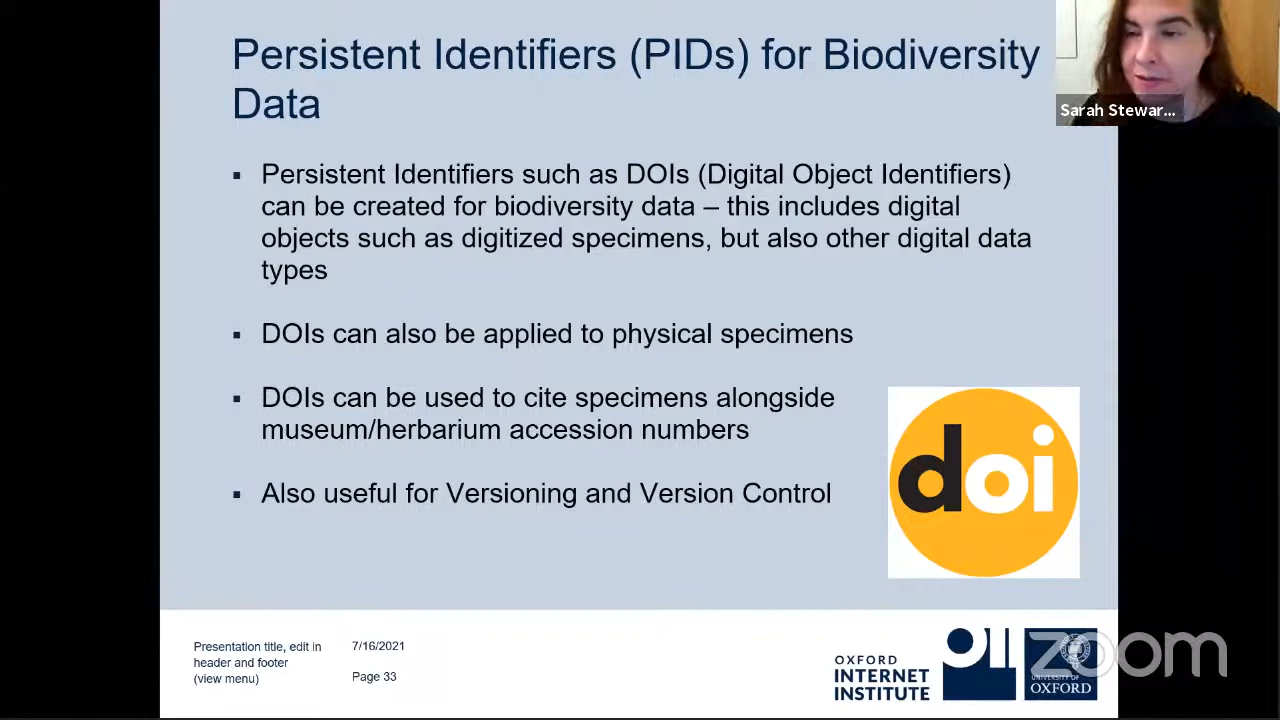 Persistent Identifiers (PIDs) for Biodiversity
Data
Sarah Stewar...
▪ Persistent Identifiers such as DOIs (Digital Object Identifiers)
can be created for biodiversity data – this includes digital
objects such as digitized specimens, but also other digital data
types
▪ DOIs can also be applied to physical specimens
▪ DOIs can be used to cite specimens alongside
museum/herbarium accession numbers
▪ Also useful for Versioning and Version Control
doi
Presentation title, edit in
header and footer
(view menu)
7/16/2021
Page 33
OXFORD
INTERNET
INSTITUTE
oii
UNIVERSITY OF
OXFORD
zoom